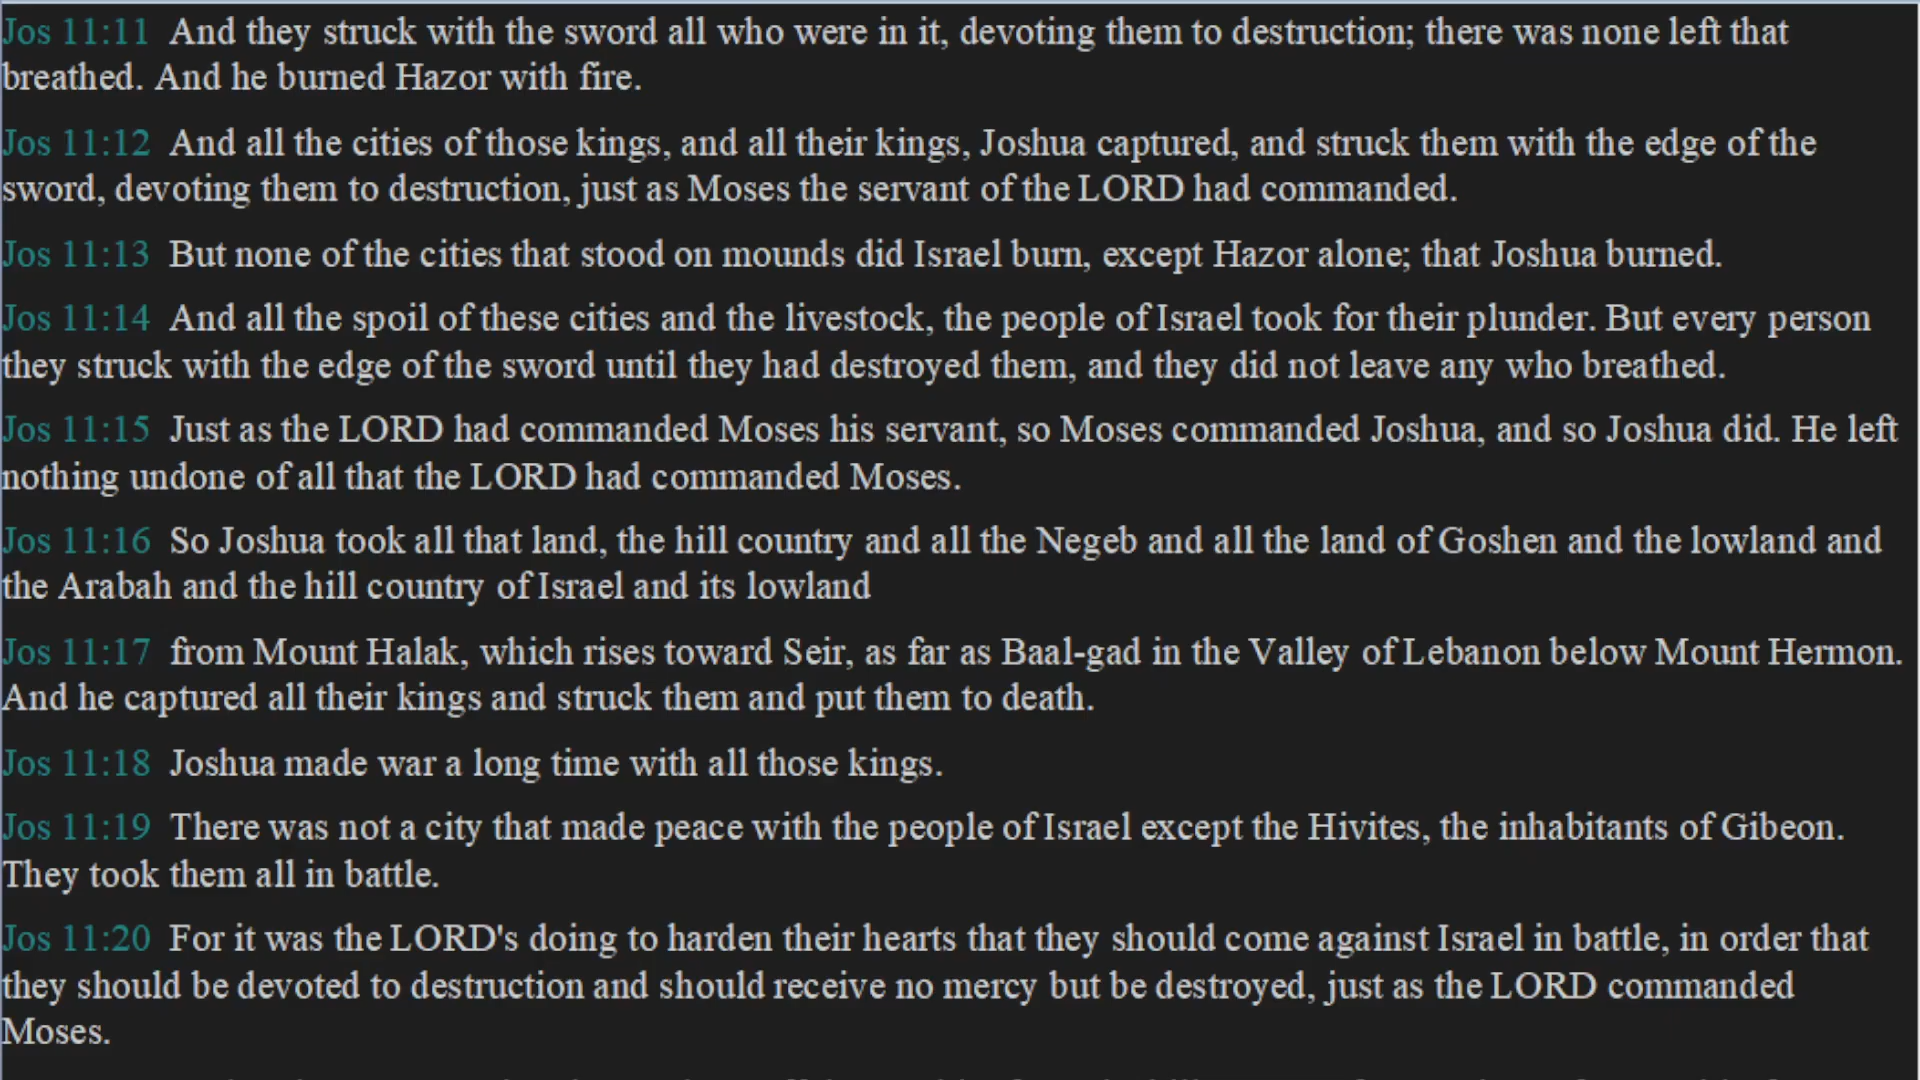 Jos 11:11 And they struck with the sword all who were in it, devoting them to destruction; there was none left that
breathed. And he burned Hazor with fire.
Jos 11:12 And all the cities of those kings, and all their kings, Joshua captured, and struck them with the edge of the
sword, devoting them to destruction, just as Moses the servant of the LORD had commanded.
Jos 11:13 But none of the cities that stood on mounds did Israel burn, except Hazor alone; that Joshua burned.
Jos 11:14 And all the spoil of these cities and the livestock, the people of Israel took for their plunder. But every person
they struck with the edge of the sword until they had destroyed them, and they did not leave any who breathed.
Jos 11:15 Just as the LORD had commanded Moses his servant, so Moses commanded Joshua, and so Joshua did. He left
nothing undone of all that the LORD had commanded Moses.
Jos 11:16 So Joshua took all that land, the hill country and all the Negeb and all the land of Goshen and the lowland and
the Arabah and the hill country of Israel and its lowland
Jos 11:17 from Mount Halak, which rises toward Seir, as far as Baal-gad in the Valley of Lebanon below Mount Hermon.
And he captured all their kings and struck them and put them to death.
Jos 11:18 Joshua made war a long time with all those kings.
Jos 11:19 There was not a city that made peace with the people of Israel except the Hivites, the inhabitants of Gibeon.
They took them all in battle.
Jos 11:20 For it was the LORD's doing to harden their hearts that they should come against Israel in battle, in order that
they should be devoted to destruction and should receive no mercy but be destroyed, just as the LORD commanded
Moses.